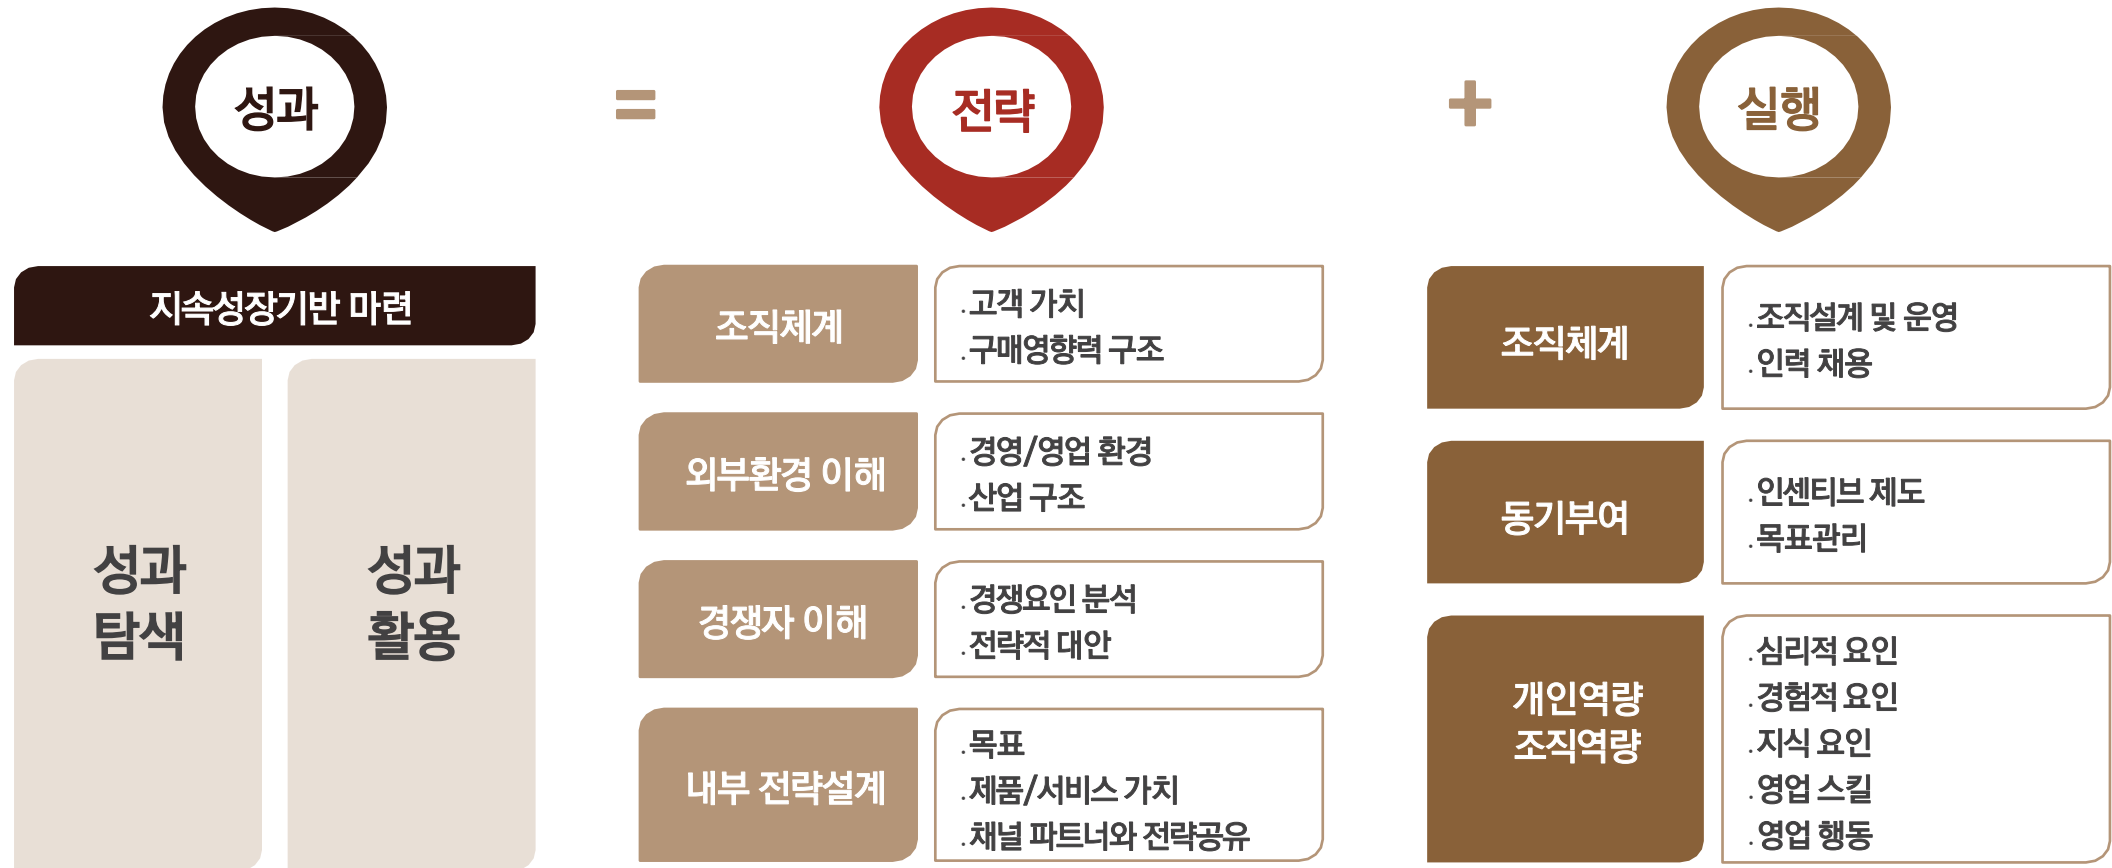 성과
=
전략
+
실행
지속성장기반 마련
성과
탐색
성과
활용
조직체계
.고객 가치
.구매영향력 구조
외부환경 이해
.경영/영업 환경
.산업 구조
경쟁자 이해
.경쟁요인 분석
.전략적 대안
내부 전략설계
.목표
.제품/서비스 가치
.채널 파트너와 전략공유
조직체계
.조직설계 및 운영
.인력 채용
동기부여
.인센티브 제도
.목표관리
개인역량
조직역량
.심리적 요인
.경험적 요인
.지식 요인
.영업 스킬
.영업 행동